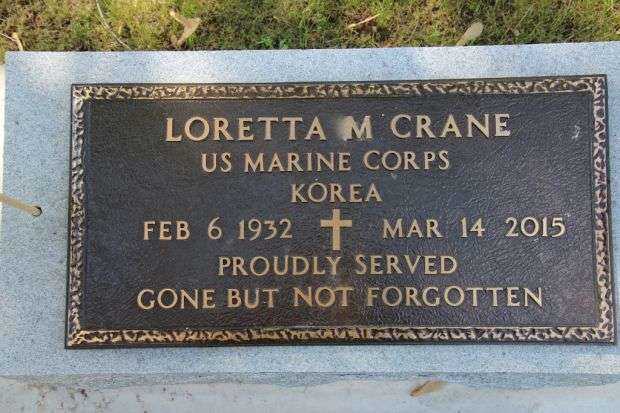 LORETTA M CRANE
US MARINE CORPS
KOREA
FEB 6 1932 MAR 14 2015
PROUDLY SERVED
GONE BUT NOT FORGOTTEN